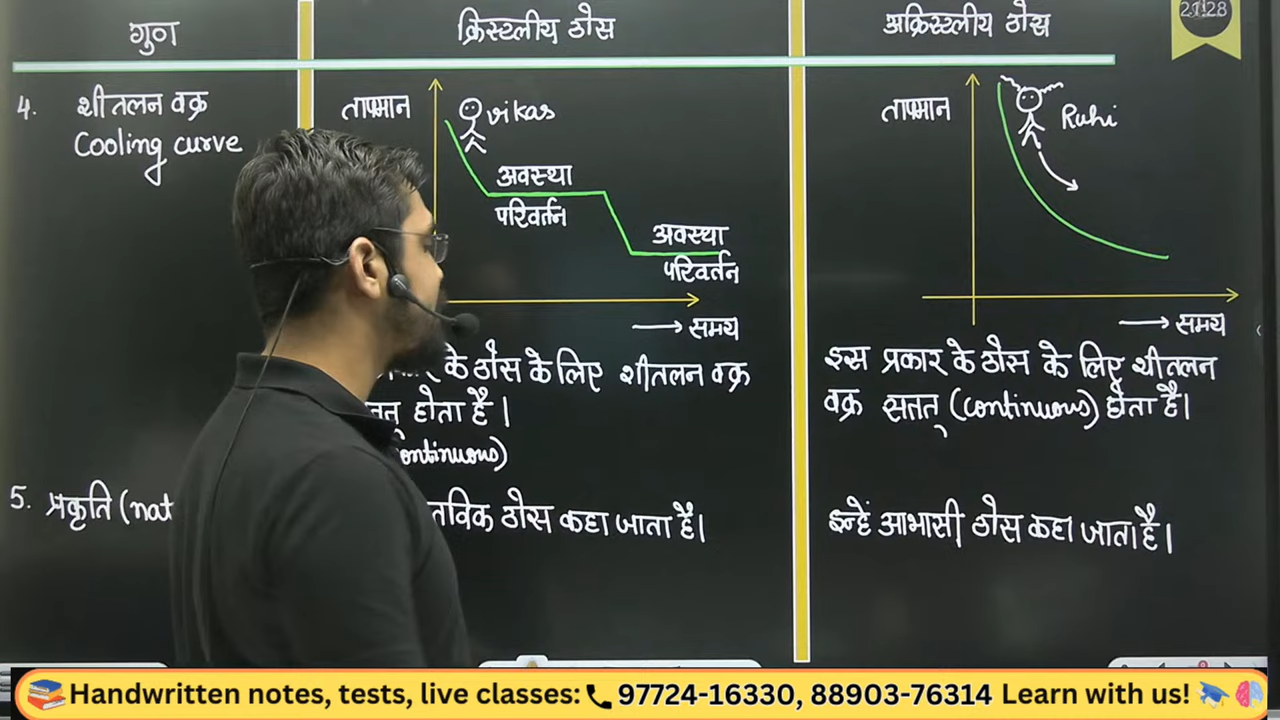 21:28
गुण
क्रिस्टलीय ठोस
अक्रिस्टलीय ठोस
4. शीतलन वक्र
Cooling curve
तापमान
vikas
अवस्था
परिवर्तन
अवस्था
परिवर्तन
समय
के ठोस के लिए शीतलन वक्र
होता है।
continuous)
तापमान
Ruhi
समय
इस प्रकार के ठोस के लिए शीतलन
वक्र सतत् (continuous) होता है।
5. प्रकृति (nat
तविक ठोस कहा जाता है।
इन्हें आभासी ठोस कहा जाता है।
Handwritten notes, tests, live classes: 97724-16330, 88903-76314 Learn with us!